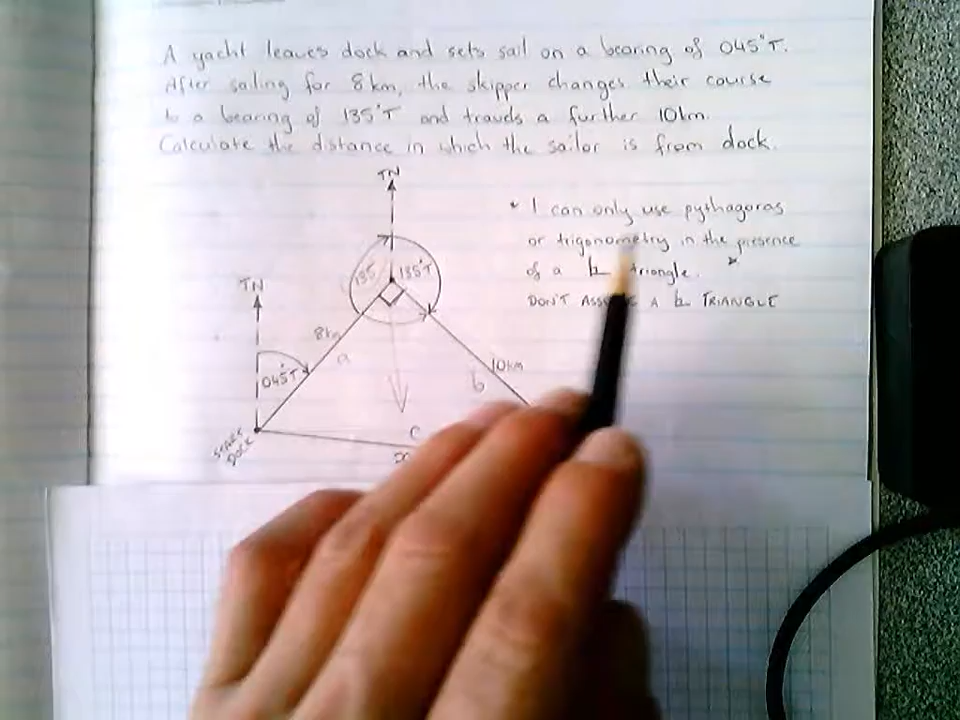 A yacht leaves dock and sets sail on a bearing of 045°T.
After sailing for 8km, the skipper changes their course
to a bearing of 135°T and travels a further 10km.
Calculate the distance in which the sailor is from dock.
TN
* I can only use pythagoras
or trigonometry in the presence
of a triangle. *
DON'T A TRIANGLE
TN
135 135°T
8km
a
045°T
10km
b
C
START
DOCK